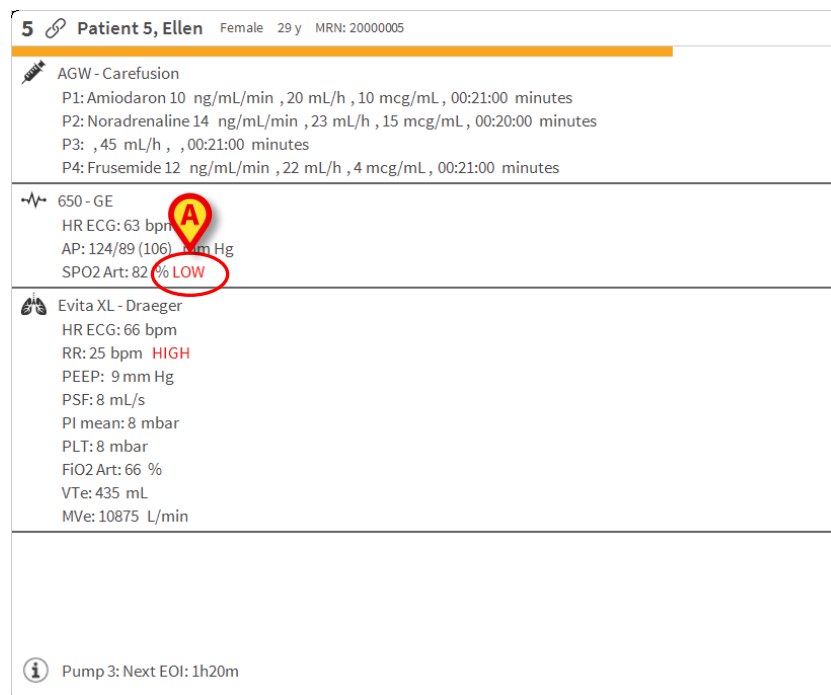 5 Patient 5, Ellen Female 29 y MRN: 20000005
AGW - Carefusion
P1: Amiodaron 10 ng/mL/min , 20 mL/h , 10 mcg/mL , 00:21:00 minutes
P2: Noradrenaline 14 ng/mL/min , 23 mL/h , 15 mcg/mL , 00:20:00 minutes
P3: , 45 mL/h , , 00:21:00 minutes
P4: Frusemide 12 ng/mL/min , 22 mL/h , 4 mcg/mL , 00:21:00 minutes
650 - GE
A
HR ECG: 63 bpm
AP: 124/89 (106) mm Hg
SPO2 Art: 82 % LOW
Evita XL - Draeger
HR ECG: 66 bpm
RR: 25 bpm HIGH
PEEP: 9 mm Hg
PSF: 8 mL/s
PI mean: 8 mbar
PLT: 8 mbar
FiO2 Art: 66 %
VTe: 435 mL
MVe: 10875 L/min
Pump 3: Next EOI: 1h20m